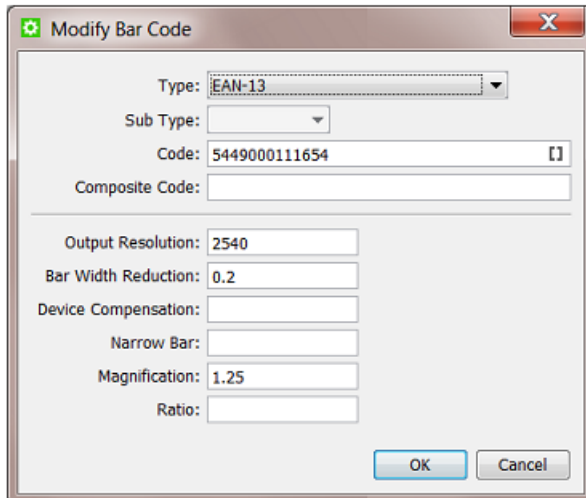 Modify Bar Code
Type: EAN-13
Sub Type:
Code: 5449000111654 []
Composite Code:
Output Resolution: 2540
Bar Width Reduction: 0.2
Device Compensation:
Narrow Bar:
Magnification: 1.25
Ratio:
OK Cancel